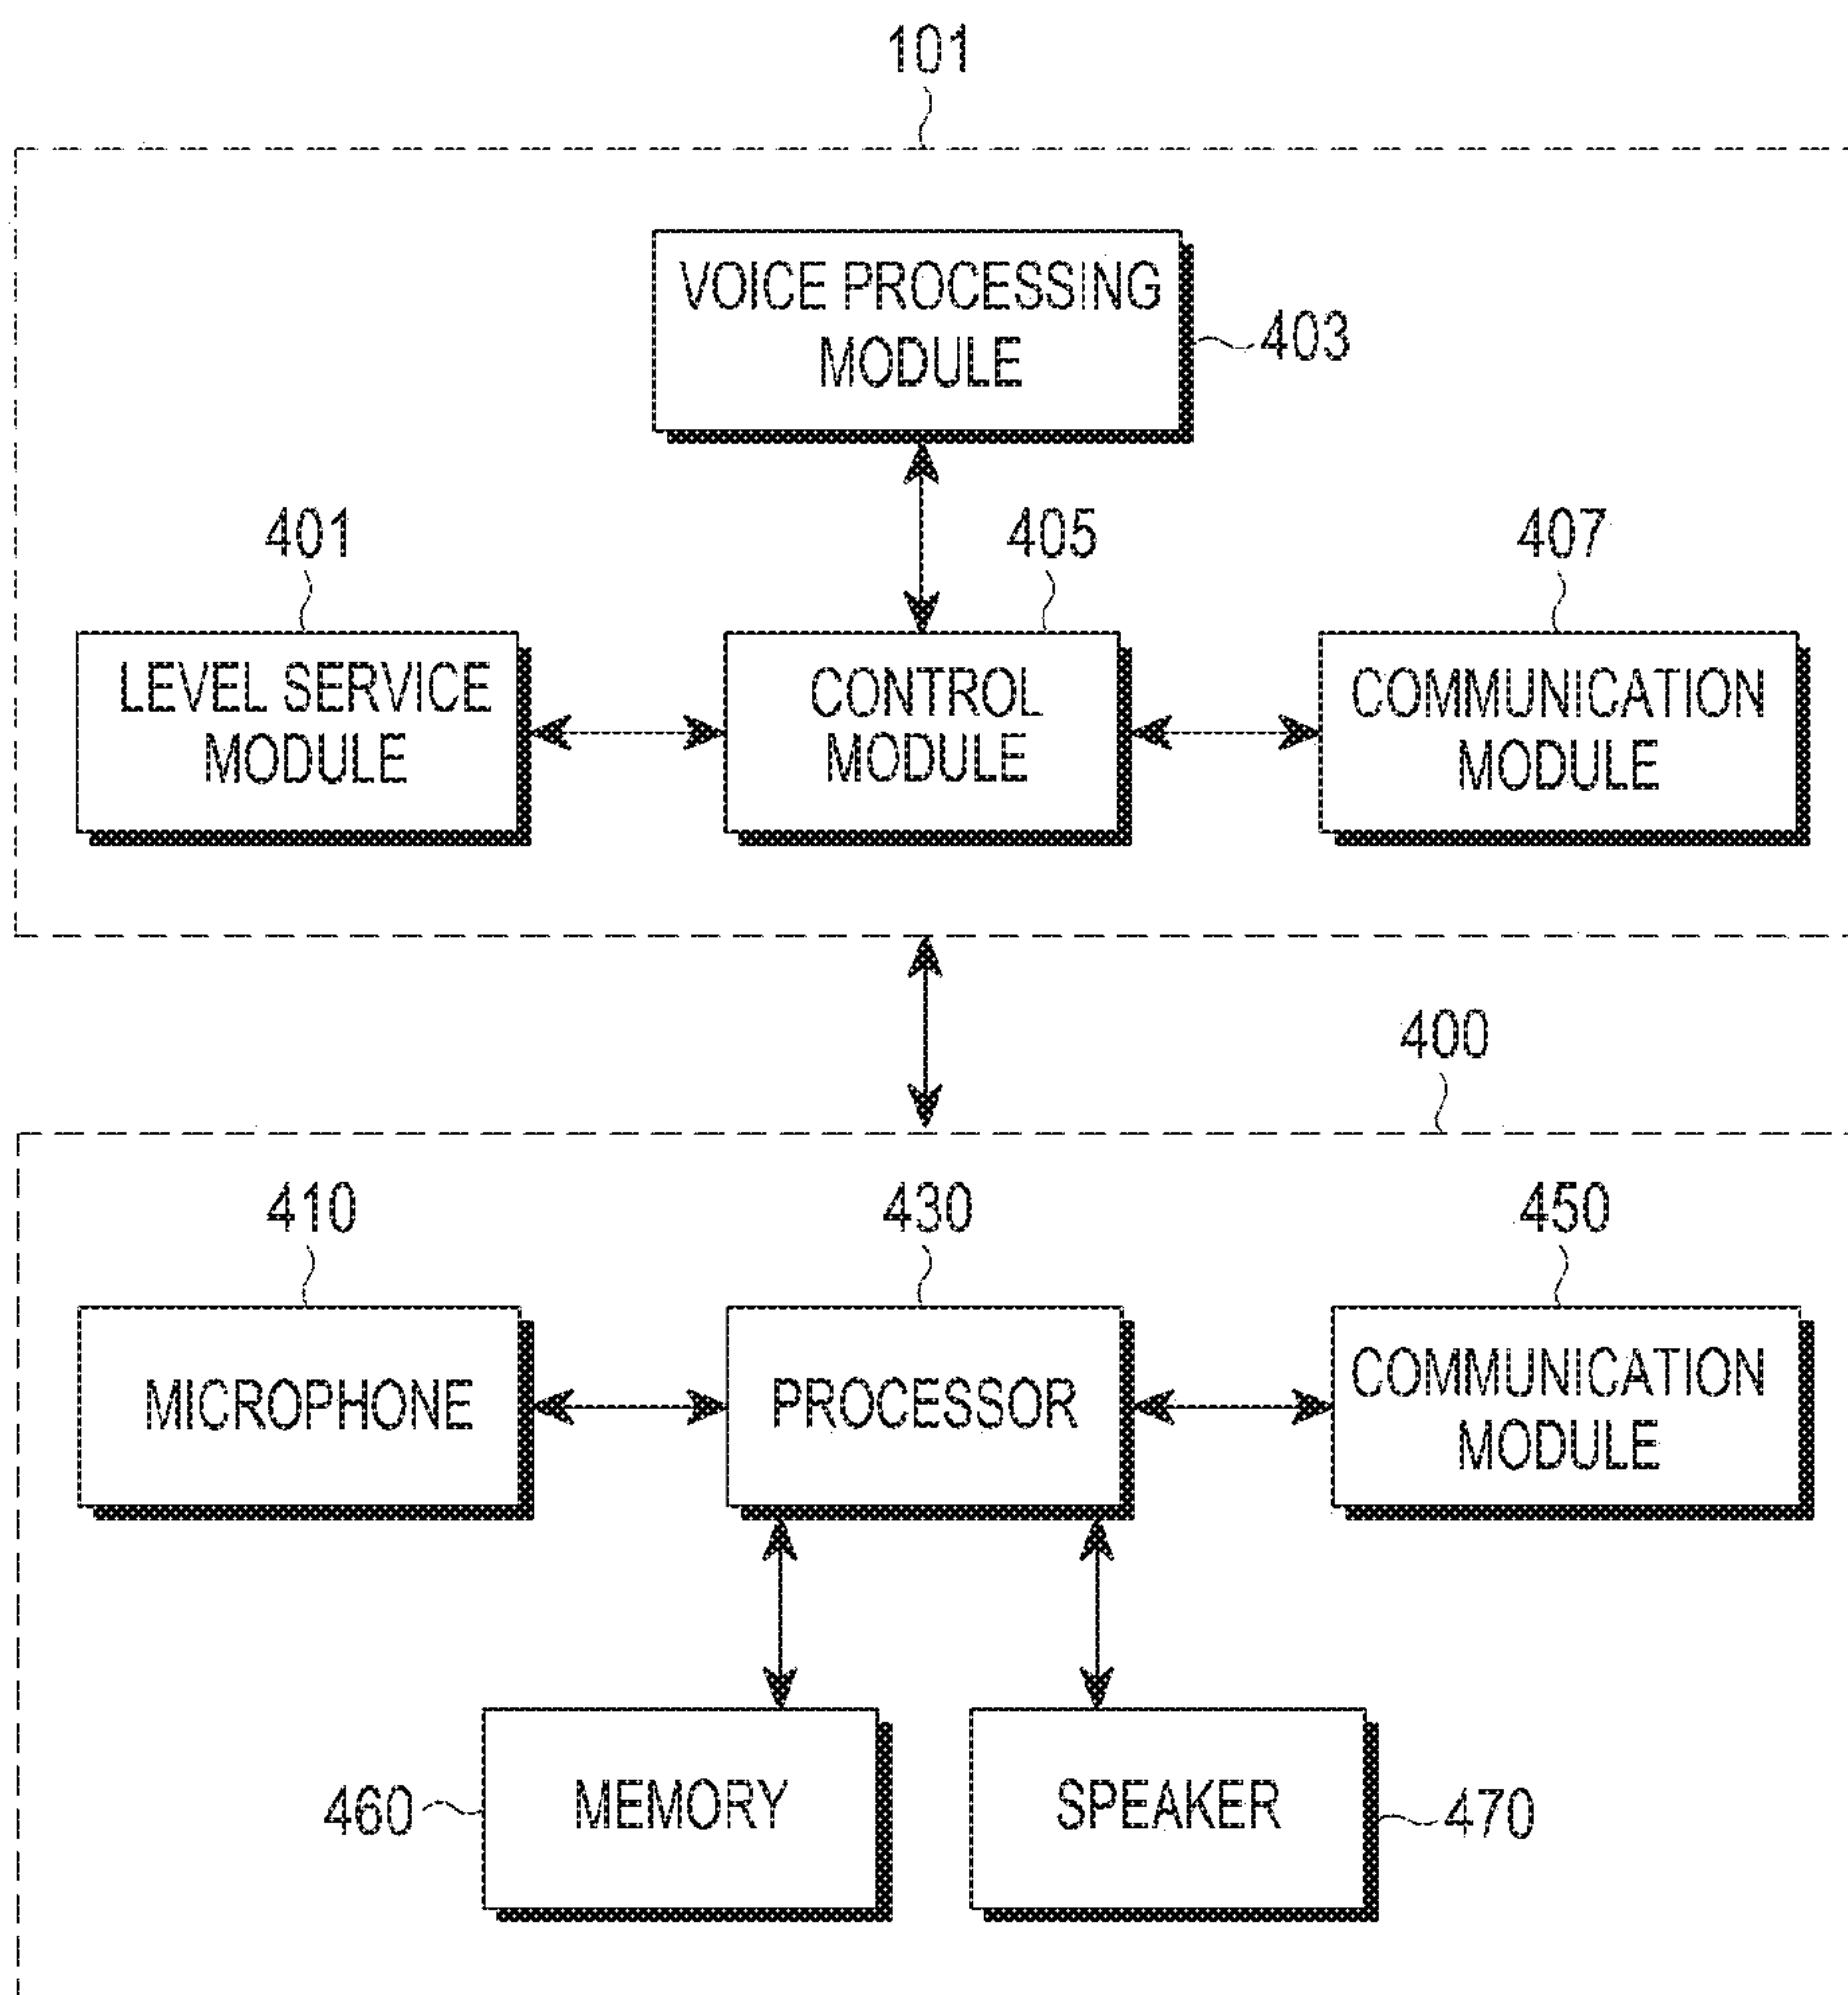 101
VOICE PROCESSING
MODULE
403
401
405
407
LEVEL SERVICE
MODULE
CONTROL
MODULE
COMMUNICATION
MODULE
400
410
430
450
MICROPHONE
PROCESSOR
COMMUNICATION
MODULE
460
MEMORY
SPEAKER
470